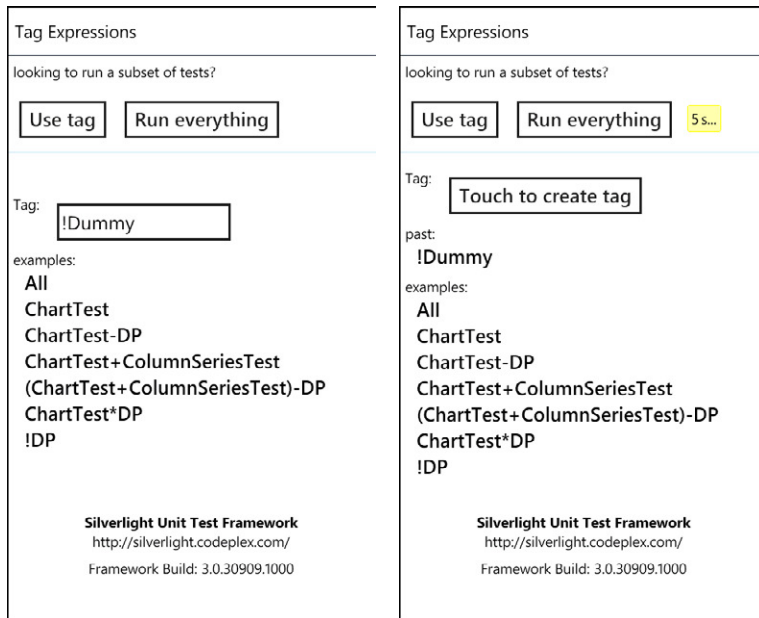 Tag Expressions
looking to run a subset of tests?
Use tag
Run everything
Tag:
!Dummy
examples:
All
ChartTest
ChartTest-DP
ChartTest+ColumnSeriesTest
(ChartTest+ColumnSeriesTest)-DP
ChartTest*DP
!DP
Silverlight Unit Test Framework
http://silverlight.codeplex.com/
Framework Build: 3.0.30909.1000
Tag Expressions
looking to run a subset of tests?
Use tag
Run everything
5 s...
Tag:
Touch to create tag
past:
!Dummy
examples:
All
ChartTest
ChartTest-DP
ChartTest+ColumnSeriesTest
(ChartTest+ColumnSeriesTest)-DP
ChartTest*DP
!DP
Silverlight Unit Test Framework
http://silverlight.codeplex.com/
Framework Build: 3.0.30909.1000